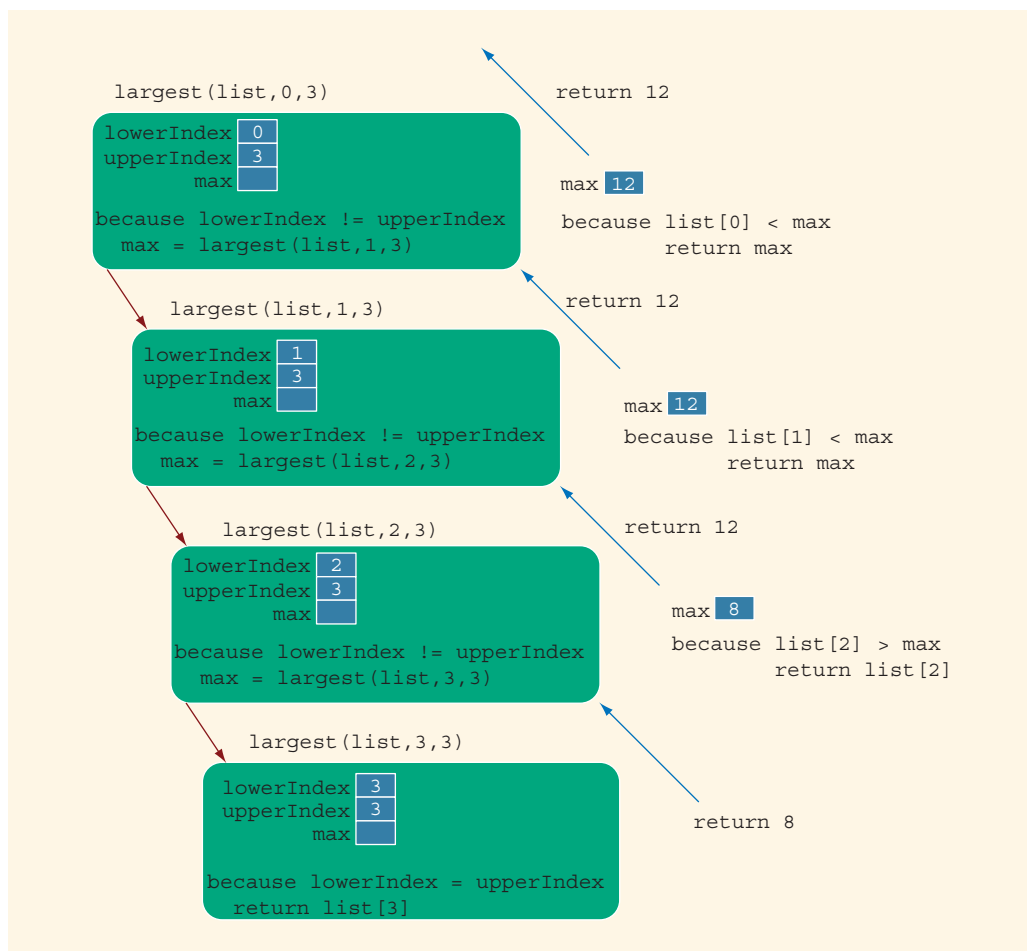 largest(list,0,3)
return 12
lowerIndex 0
upperIndex 3
max
because lowerIndex != upperIndex
max = largest(list,1,3)
max 12
because list[0] < max
return max
return 12
largest(list,1,3)
lowerIndex 1
upperIndex 3
max
because lowerIndex != upperIndex
max = largest(list,2,3)
max 12
because list[1] < max
return max
return 12
largest(list,2,3)
lowerIndex 2
upperIndex 3
max
because lowerIndex != upperIndex
max = largest(list,3,3)
max 8
because list[2] > max
return list[2]
largest(list,3,3)
lowerIndex 3
upperIndex 3
max
because lowerIndex = upperIndex
return list[3]
return 8